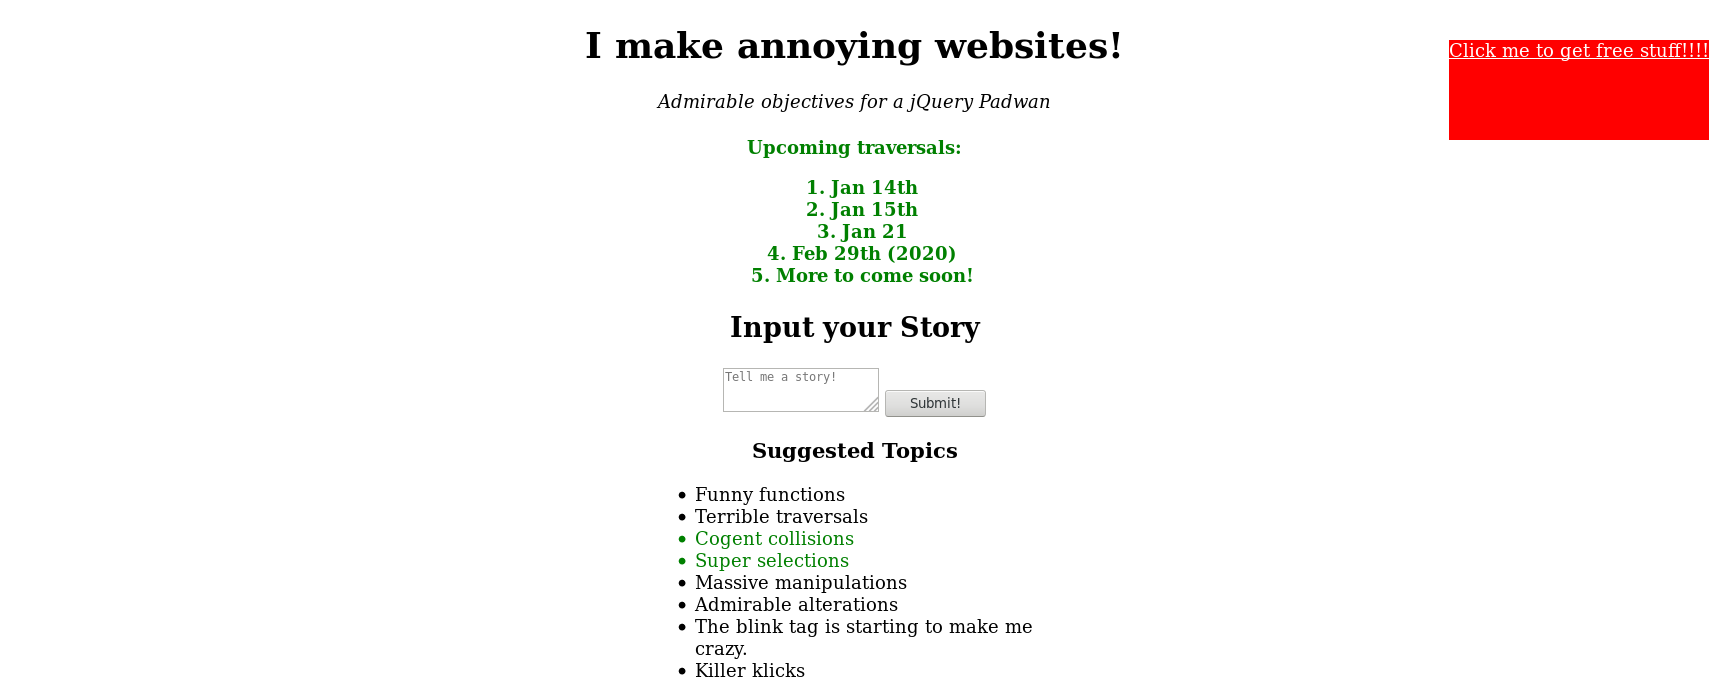 I make annoying websites!
Click me to get free stuff!!!!
Admirable objectives for a jQuery Padwan
Upcoming traversals:
1. Jan 14th
2. Jan 15th
3. Jan 21
4. Feb 29th (2020)
5. More to come soon!
Input your Story
Tell me a story!
Submit!
Suggested Topics
Funny functions
Terrible traversals
Cogent collisions
Super selections
Massive manipulations
Admirable alterations
The blink tag is starting to make me
crazy.
Killer klicks